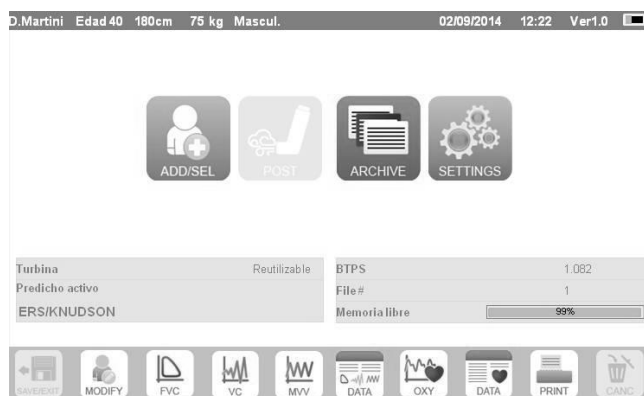 D.Martini Edad 40 180cm 75 kg Mascul. 02/09/2014 12:22 Ver1.0
ADD/SEL POST ARCHIVE SETTINGS
Turbina Reutilizable
Predicho activo
ERS/KNUDSON
BTPS 1.082
File# 1
Memoria libre 99%
SAVE/EXIT MODIFY FVC VC MVV DATA OXY DATA PRINT CANC